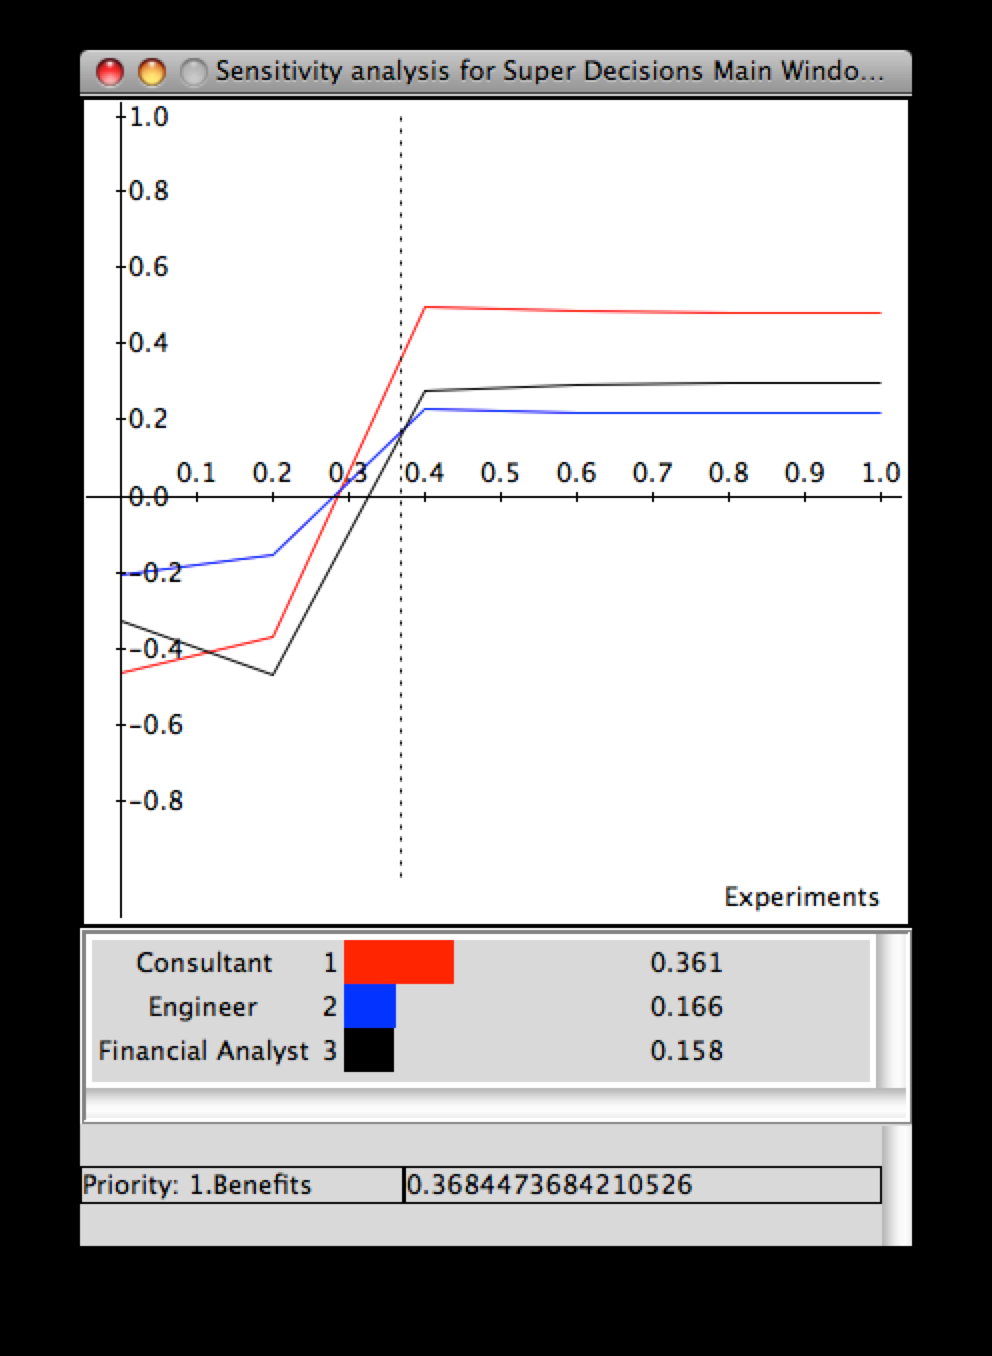 Sensitivity analysis for Super Decisions Main Windo...
1.0
0.8
0.6
0.4
0.2
0.1 0.2 0.3 0.4 0.5 0.6 0.7 0.8 0.9 1.0
0.0
-0.2
-0.4
-0.6
-0.8
Experiments
Consultant 1 0.361
Engineer 2 0.166
Financial Analyst 3 0.158
Priority: 1.Benefits 0.3684473684210526